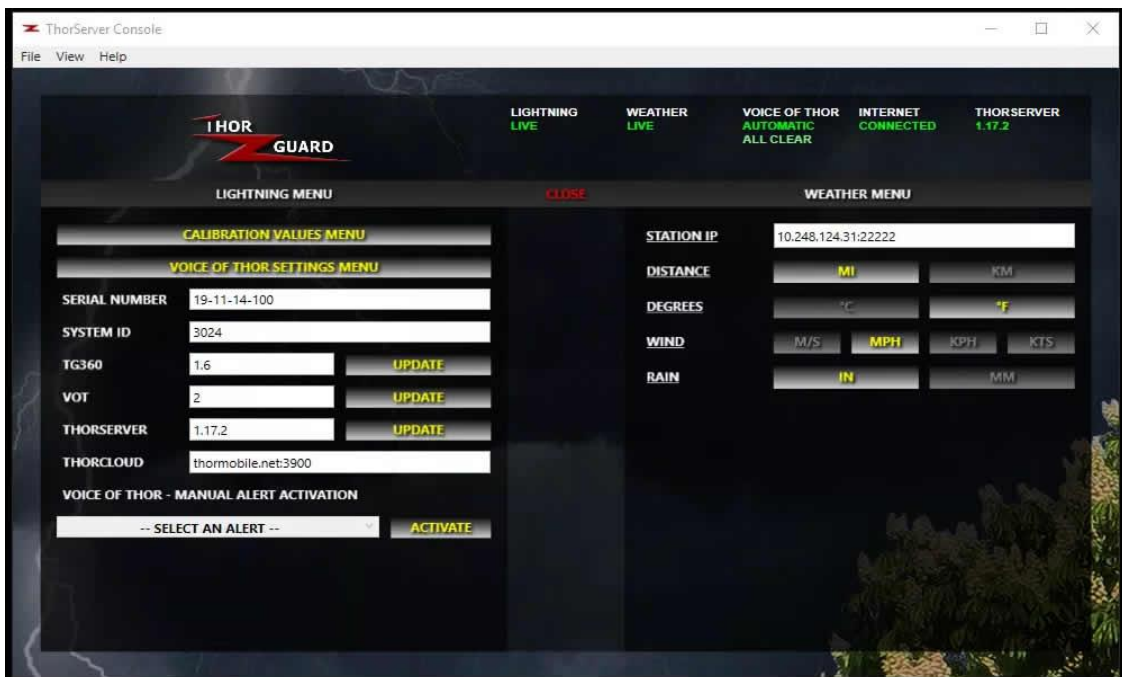 ThorServer Console
File View Help
THOR
GUARD
LIGHTNING WEATHER VOICE OF THOR INTERNET THORSERVER
LIVE LIVE AUTOMATIC CONNECTED 1.17.2
ALL CLEAR
LIGHTNING MENU CLOSE WEATHER MENU
CALIBRATION VALUES MENU
VOICE OF THOR SETTINGS MENU
SERIAL NUMBER 19-11-14-100
SYSTEM ID 3024
TG360 1.6 UPDATE
VOT 2 UPDATE
THORSERVER 1.17.2 UPDATE
THORCLOUD thormobile.net:3900
VOICE OF THOR - MANUAL ALERT ACTIVATION
-- SELECT AN ALERT -- ACTIVATE
STATION IP 10.248.124.31:22222
DISTANCE MI KM
DEGREES °C °F
WIND M/S MPH KPH KTS
RAIN IN MM